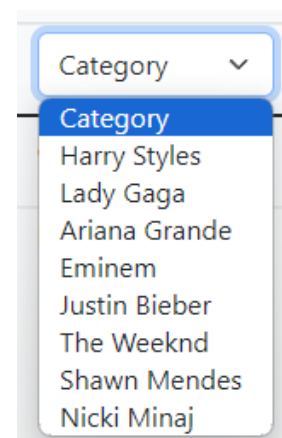 Category
Category
Harry Styles
Lady Gaga
Ariana Grande
Eminem
Justin Bieber
The Weeknd
Shawn Mendes
Nicki Minaj